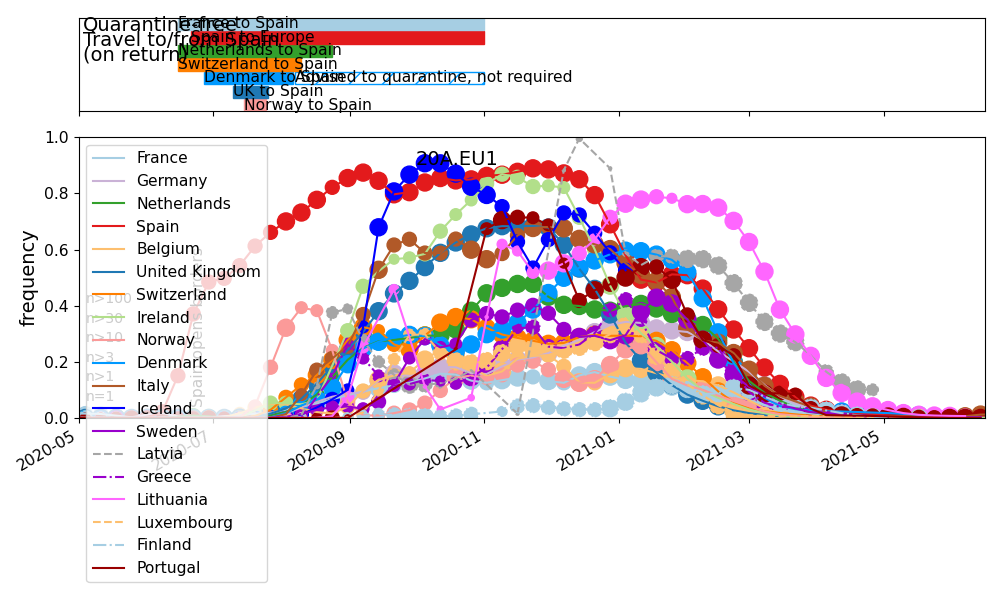 Quarantine-free
Travel to/from Spain
(on return)
France to Spain
Spain to Europe
Netherlands to Spain
Switzerland to Spain
Denmark to Spain
Advised to quarantine, not required
UK to Spain
Norway to Spain
20A.EU1
frequency
1.0
0.8
0.6
0.4
0.2
0.0
France
Germany
Netherlands
Spain
Belgium
United Kingdom
Switzerland
Ireland
Norway
Denmark
Italy
Iceland
Sweden
Latvia
Greece
Lithuania
Luxembourg
Finland
Portugal
n>100
n>30
n>10
n>3
n>1
n=1
Spain opens borders
2020-05
2020-07
2020-09
2020-11
2021-01
2021-03
2021-05